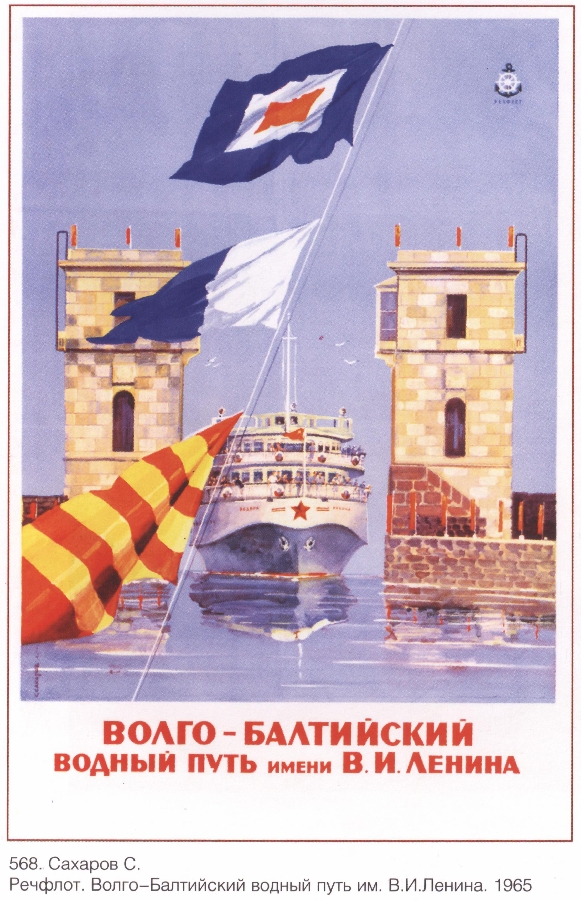 РЕЧФЛОТ
ВОЛГО-БАЛТИЙСКИЙ
ВОДНЫЙ ПУТЬ ИМЕНИ В.И.ЛЕНИНА
568. Сахаров С.
Речфлот. Волго-Балтийский водный путь им. В.И.Ленина. 1965